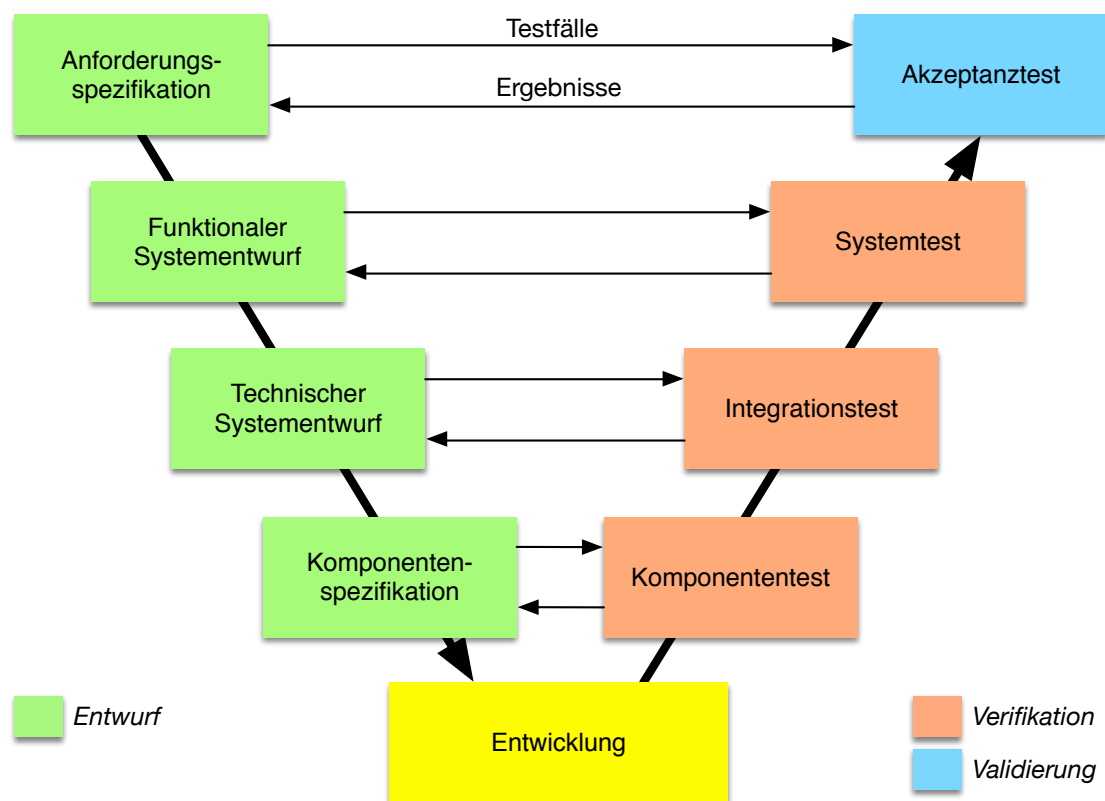 Anforderungs-
spezifikation
Testfälle
Ergebnisse
Akzeptanztest
Funktionaler
Systementwurf
Systemtest
Technischer
Systementwurf
Integrationstest
Komponenten-
spezifikation
Komponententest
Entwicklung
Entwurf
Verifikation
Validierung